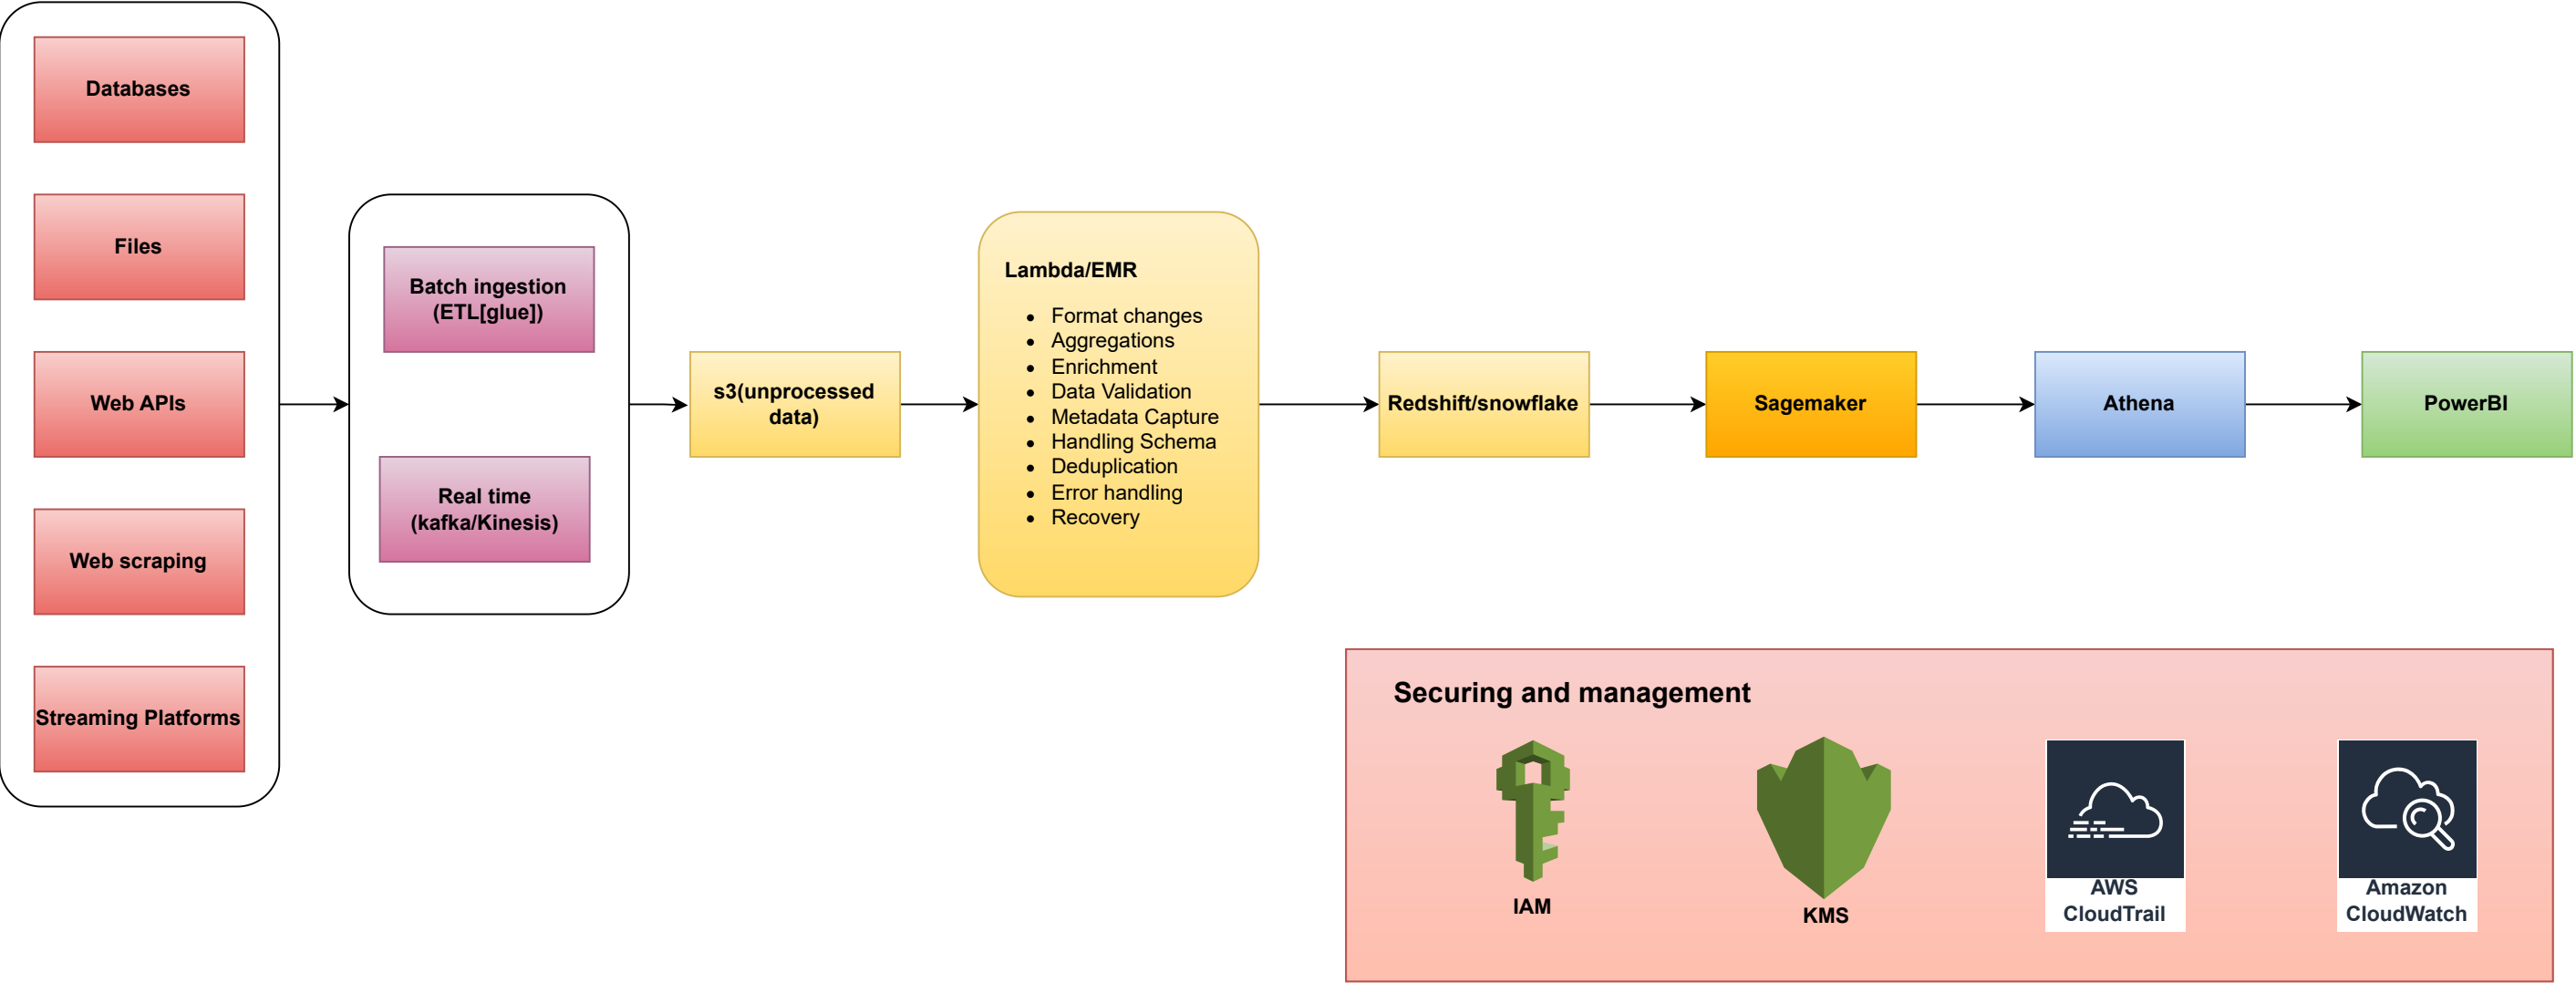 Databases
Files
Web APIs
Web scraping
Streaming Platforms
Batch ingestion
(ETL[glue])
Real time
(kafka/Kinesis)
s3(unprocessed
data)
Lambda/EMR
Format changes
Aggregations
Enrichment
Data Validation
Metadata Capture
Handling Schema
Deduplication
Error handling
Recovery
Redshift/snowflake
Sagemaker
Athena
PowerBI
Securing and management
IAM
KMS
AWS
CloudTrail
Amazon
CloudWatch